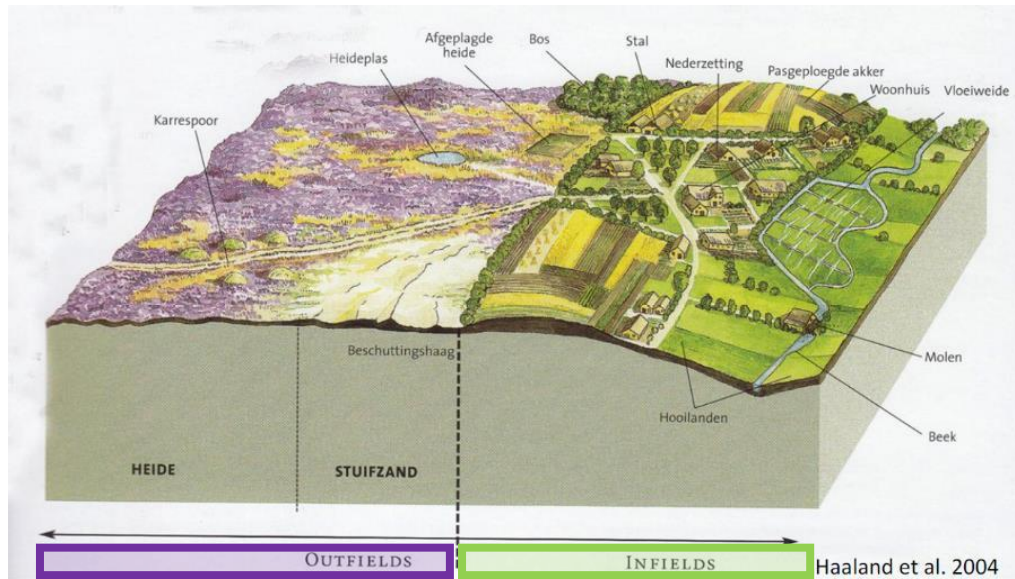 Afgeplagde
heide
Bos
Stal
Heideplas
Nederzetting
Pasgeploegde akker
Woonhuis
Vloeiweide
Karrespoor
Beschuttingshaag
Molen
Hooilanden
Beek
HEIDE
STUIFZAND
OUTFIELDS
INFIELDS
Haaland et al. 2004